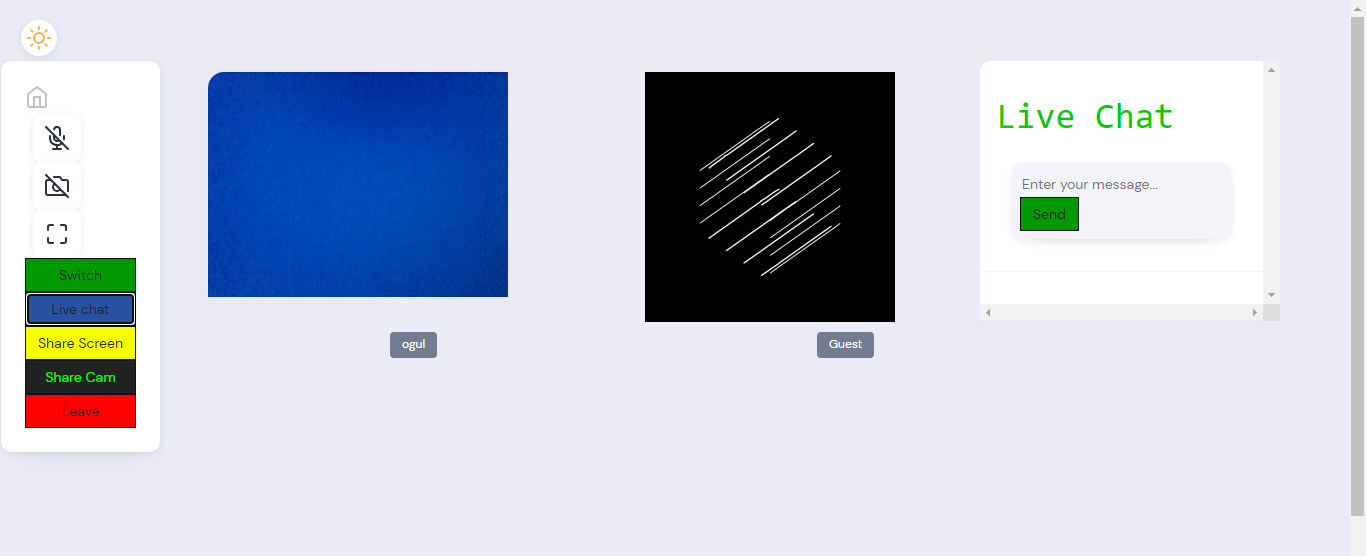 Switch
Live chat
Share Screen
Share Cam
Leave
ogul
Guest
Live Chat
Enter your message...
Send